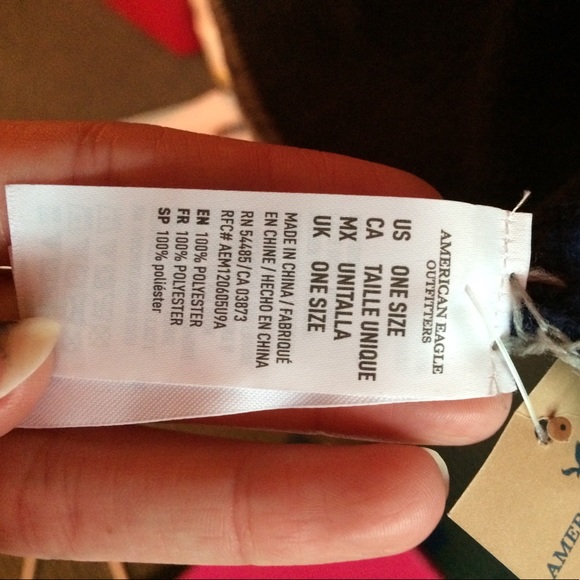 AMERICAN EAGLE
OUTFITTERS
US ONE SIZE
CA TAILLE UNIQUE
MX UNITALLA
UK ONE SIZE
MADE IN CHINA / FABRIQUÉ
EN CHINE / HECHO EN CHINA
RN 54485 / CA 03873
RFC# AEM120605U9A
EN 100% POLYESTER
FR 100% POLYESTER
SP 100% poliéster
AMER